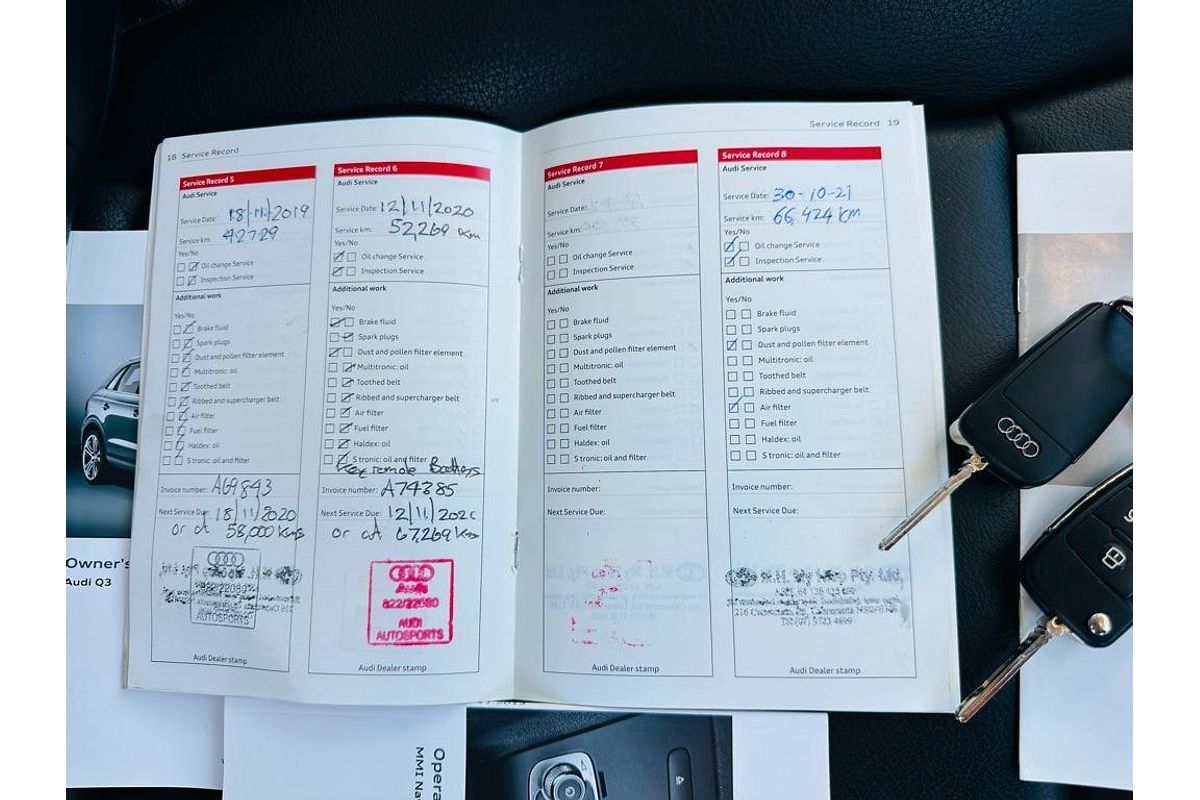 18 Service Record
Service Record 5
Audi Service
Service Date: 18/11/2019
Service km: 42729
Yes/No
Oil change Service
Inspection Service
Additional work
Yes/No
Brake fluid
Spark plugs
Dust and pollen filter element
Multitronic: oil
Toothed belt
Ribbed and supercharger belt
Air filter
Fuel filter
Haldex: oil
S tronic: oil and filter
Invoice number: A69843
Next Service Due: 18/11/2020
or at 58,000 Kms
AUTOSPORTS
Audi Dealer stamp
Service Record 6
Audi Service
Service Date: 12/11/2020
Service km: 52,269 km
Yes/No
Oil change Service
Inspection Service
Additional work
Yes/No
Brake fluid
Spark plugs
Dust and pollen filter element
Multitronic: oil
Toothed belt
Ribbed and supercharger belt
Air filter
Fuel filter
Haldex: oil
S tronic: oil and filter
Key remote
Invoice number: A74385
Next Service Due: 12/11/202
or at 67,269 Kms
AUDI
AUTOSPORTS
Audi Dealer stamp
Service Record 19
Service Record 7
Audi Service
Service Date:
Service km:
Yes/No
Oil change Service
Inspection Service
Additional work
Yes/No
Brake fluid
Spark plugs
Dust and pollen filter element
Multitronic: oil
Toothed belt
Ribbed and supercharger belt
Air filter
Fuel filter
Haldex: oil
S tronic: oil and filter
Invoice number:
Next Service Due:
Audi Dealer stamp
Service Record 8
Audi Service
Service Date: 30-10-21
Service km: 66,424 km
Yes/No
Oil change Service
Inspection Service
Additional work
Yes/No
Brake fluid
Spark plugs
Dust and pollen filter element
Multitronic: oil
Toothed belt
Ribbed and supercharger belt
Air filter
Fuel filter
Haldex: oil
S tronic: oil and filter
Invoice number:
Next Service Due:
Pty. Ltd.
Audi Dealer stamp
Owner's
Audi Q3
Opera
MMI Na